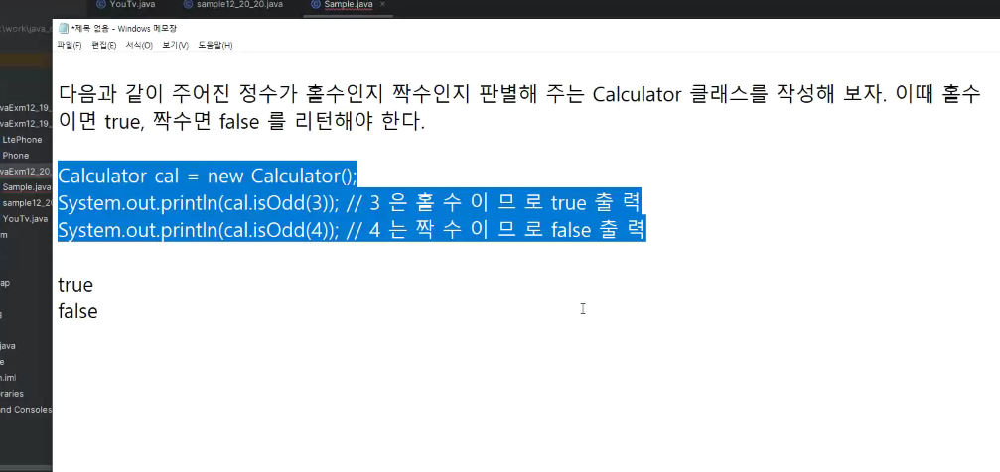 YouTv.java sample12_20_20.java Sample.java ×
:\work\java_e
*제목 없음 - Windows 메모장
파일(F) 편집(E) 서식(O) 보기(V) 도움말(H)
다음과 같이 주어진 정수가 홀수인지 짝수인지 판별해 주는 Calculator 클래스를 작성해 보자. 이때 홀수
이면 true, 짝수면 false 를 리턴해야 한다.
vaExm12_19_
vaExm12_19_
LtePhone
Phone
vaExm12_20_
Sample.java
sample12_20
YouTv.java
m
ap
java
e
n.iml
raries
nd Consoles
Calculator cal = new Calculator();
System.out.println(cal.isOdd(3)); // 3 은 홀 수 이 므 로 true 출 력
System.out.println(cal.isOdd(4)); // 4 는 짝 수 이 므 로 false 출 력
true
false